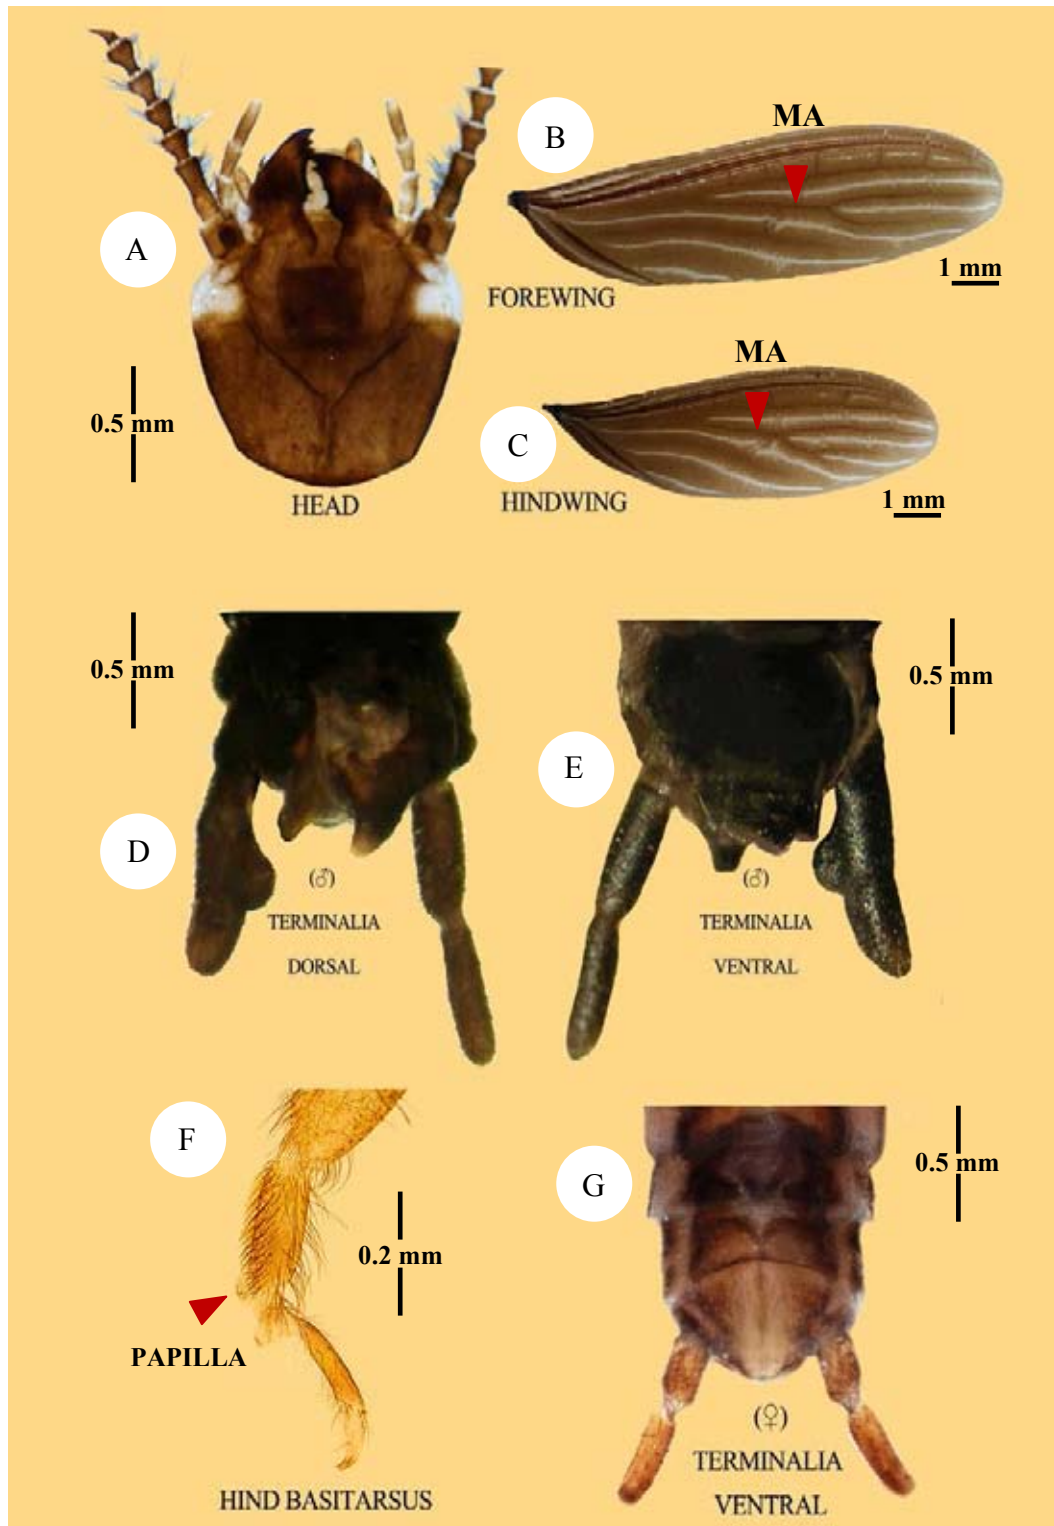 A
0.5 mm
HEAD
B
MA
1 mm
FOREWING
MA
C
1 mm
HINDWING
0.5 mm
D
(♂)
TERMINALIA
DORSAL
0.5 mm
E
(♂)
TERMINALIA
VENTRAL
F
0.2 mm
PAPILLA
HIND BASITARSUS
G
0.5 mm
(♀)
TERMINALIA
VENTRAL